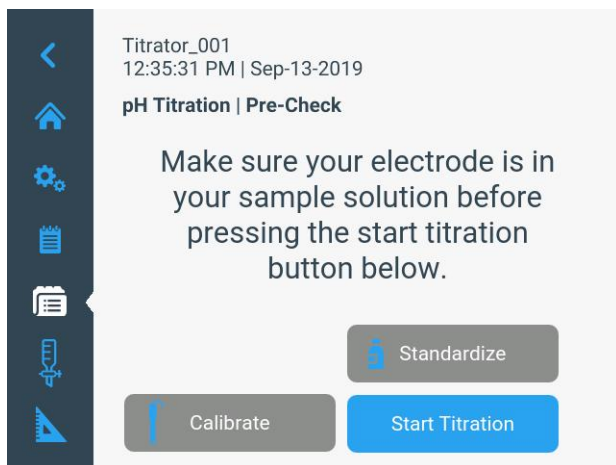 Titrator_001
12:35:31 PM | Sep-13-2019
pH Titration | Pre-Check
Make sure your electrode is in
your sample solution before
pressing the start titration
button below.
Standardize
Calibrate
Start Titration